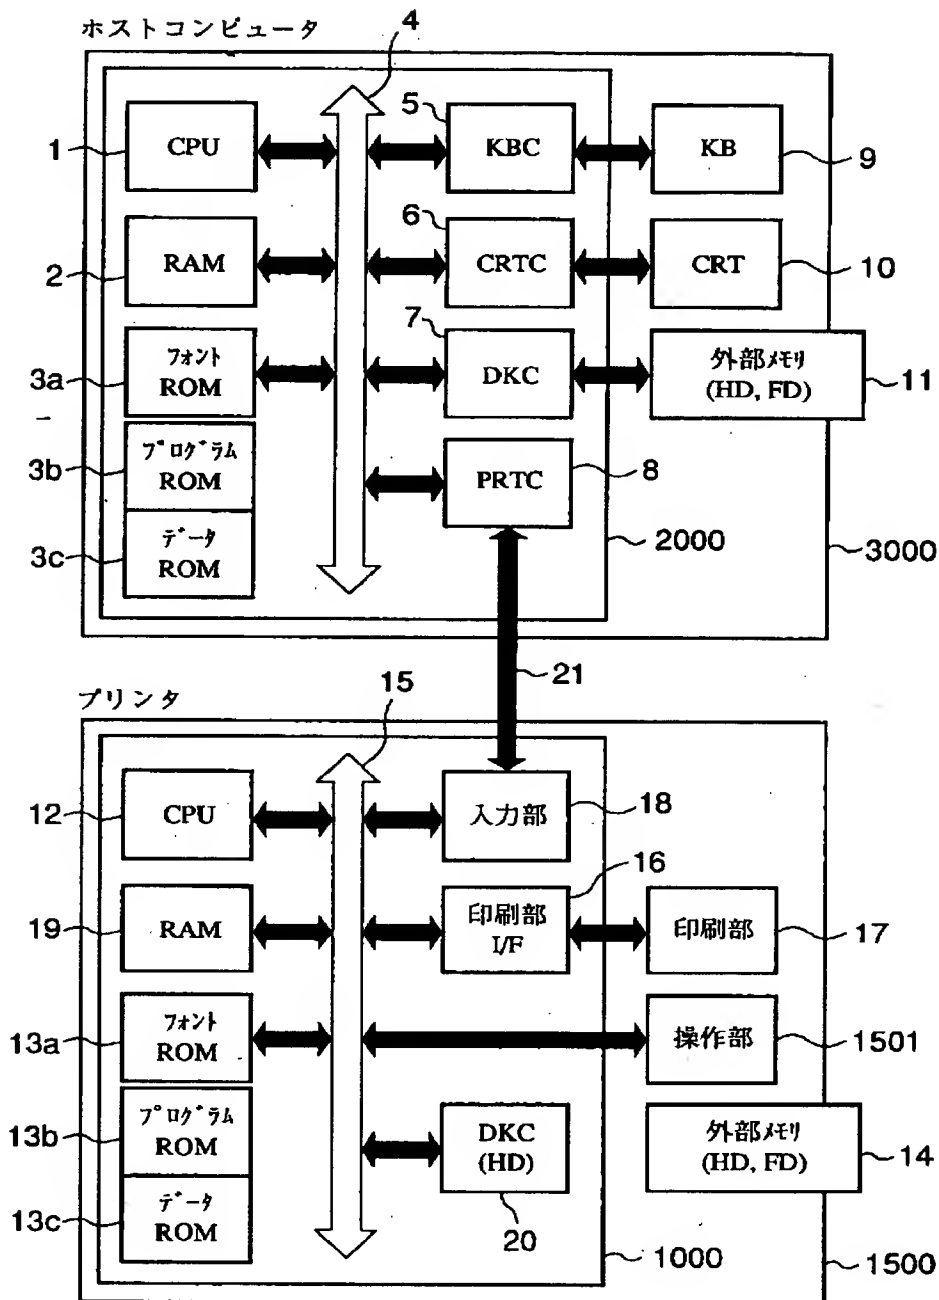 ホストコンピュータ
4
1
CPU
5
KBC
KB
9
2
RAM
6
CRTC
CRT
10
3a
フォント
ROM
7
DKC
外部メモリ
(HD, FD)
11
3b
プログラム
ROM
PRTC
8
3c
データ
ROM
2000
3000
21
プリンタ
15
12
CPU
入力部
18
19
RAM
16
印刷部
I/F
印刷部
17
13a
フォント
ROM
操作部
1501
13b
プログラム
ROM
DKC
(HD)
20
外部メモリ
(HD, FD)
14
13c
データ
ROM
1000
1500